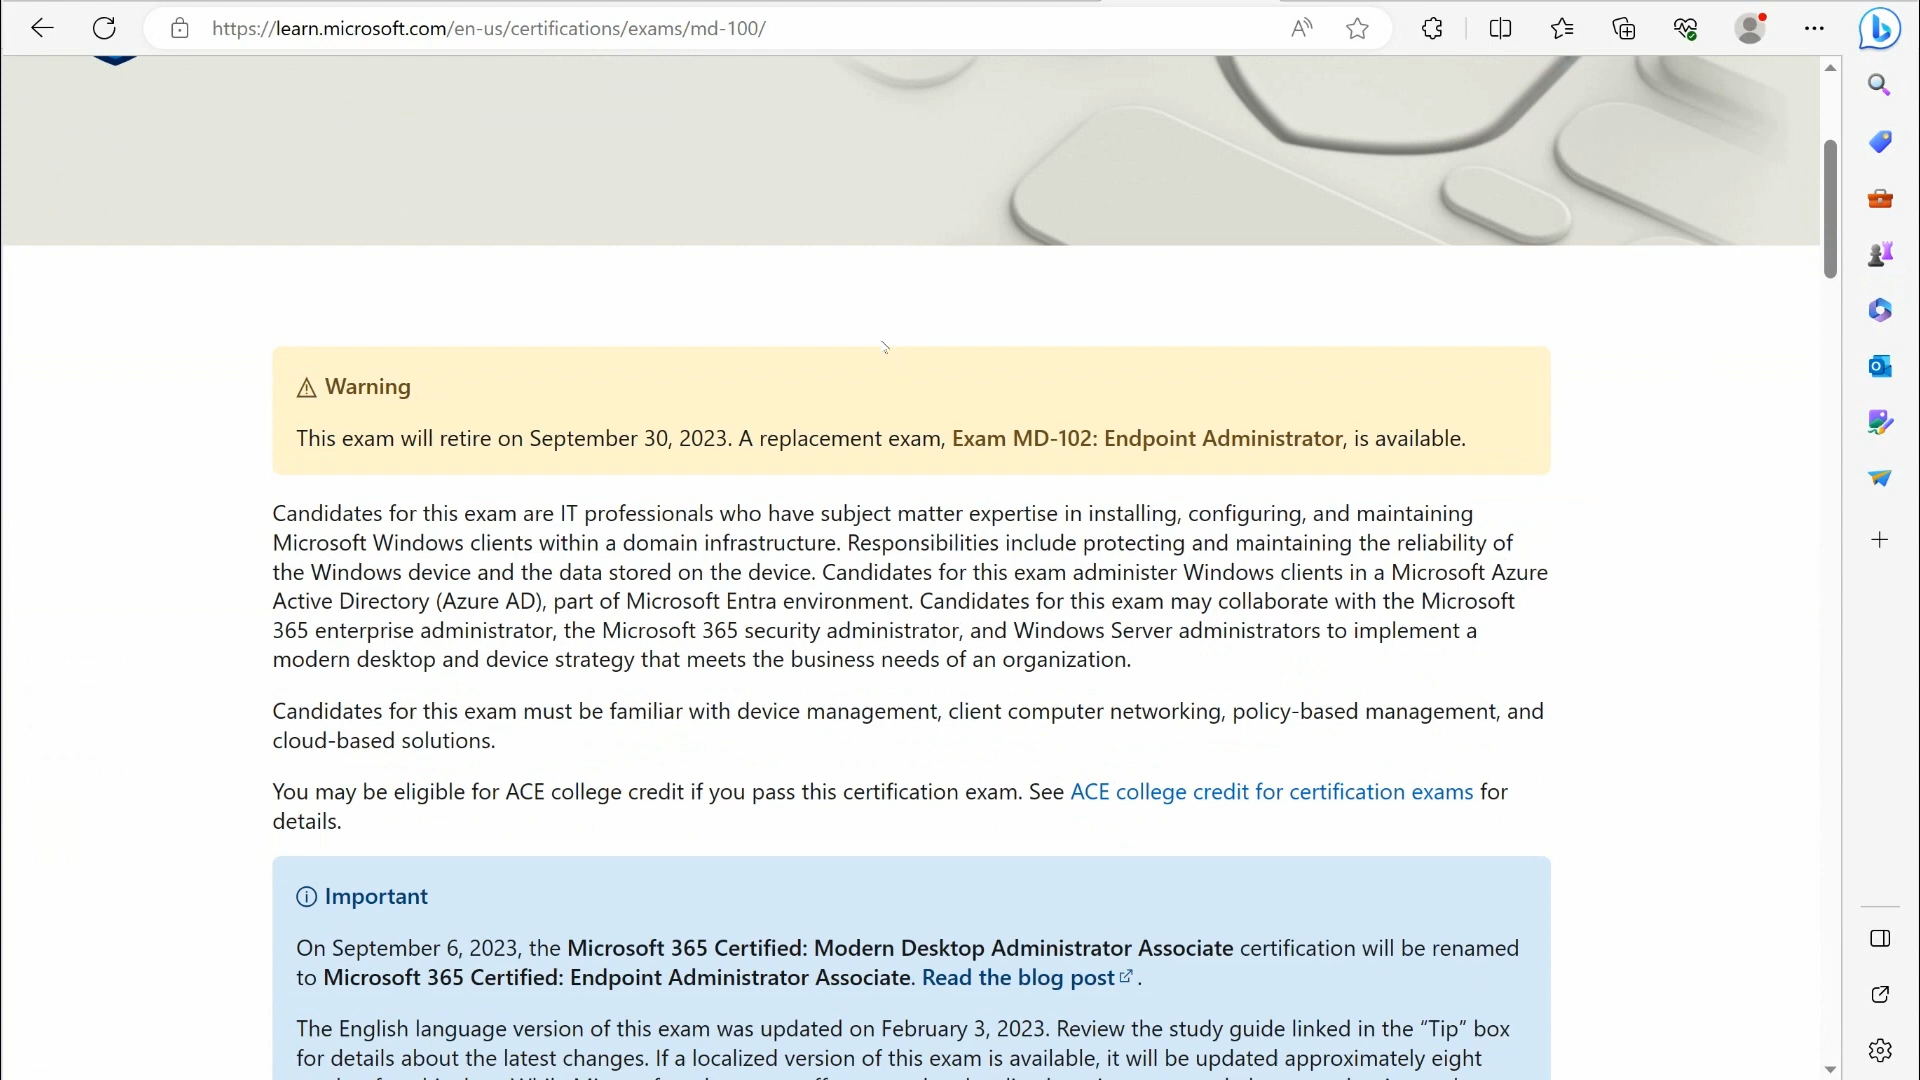 https://learn.microsoft.com/en-us/certifications/exams/md-100/
Warning
This exam will retire on September 30, 2023. A replacement exam, Exam MD-102: Endpoint Administrator, is available.
Candidates for this exam are IT professionals who have subject matter expertise in installing, configuring, and maintaining
Microsoft Windows clients within a domain infrastructure. Responsibilities include protecting and maintaining the reliability of
the Windows device and the data stored on the device. Candidates for this exam administer Windows clients in a Microsoft Azure
Active Directory (Azure AD), part of Microsoft Entra environment. Candidates for this exam may collaborate with the Microsoft
365 enterprise administrator, the Microsoft 365 security administrator, and Windows Server administrators to implement a
modern desktop and device strategy that meets the business needs of an organization.
Candidates for this exam must be familiar with device management, client computer networking, policy-based management, and
cloud-based solutions.
You may be eligible for ACE college credit if you pass this certification exam. See ACE college credit for certification exams for
details.
Important
On September 6, 2023, the Microsoft 365 Certified: Modern Desktop Administrator Associate certification will be renamed
to Microsoft 365 Certified: Endpoint Administrator Associate. Read the blog post.
The English language version of this exam was updated on February 3, 2023. Review the study guide linked in the “Tip” box
for details about the latest changes. If a localized version of this exam is available, it will be updated approximately eight